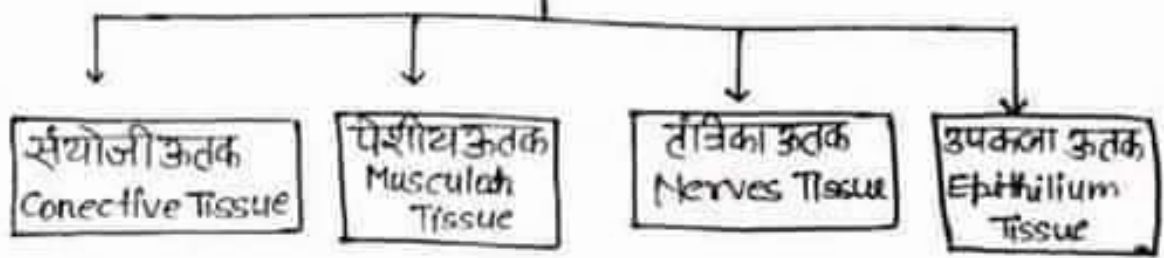 संयोजी ऊतक
Conective Tissue
पेशीय ऊतक
Musculah
Tissue
तंत्रिका ऊतक
Nerves Tissue
उपकला ऊतक
Epithilium
Tissue